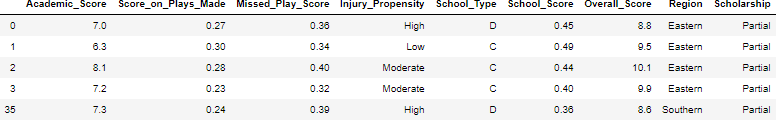 Academic_Score Score_on_Plays_Made Missed_Play_Score Injury_Propensity School_Type School_Score Overall_Score Region Scholarship
0 7.0 0.27 0.36 High D 0.45 8.8 Eastern Partial
1 6.3 0.30 0.34 Low C 0.49 9.5 Eastern Partial
2 8.1 0.28 0.40 Moderate C 0.44 10.1 Eastern Partial
3 7.2 0.23 0.32 Moderate C 0.40 9.9 Eastern Partial
35 7.3 0.24 0.39 High D 0.36 8.6 Southern Partial